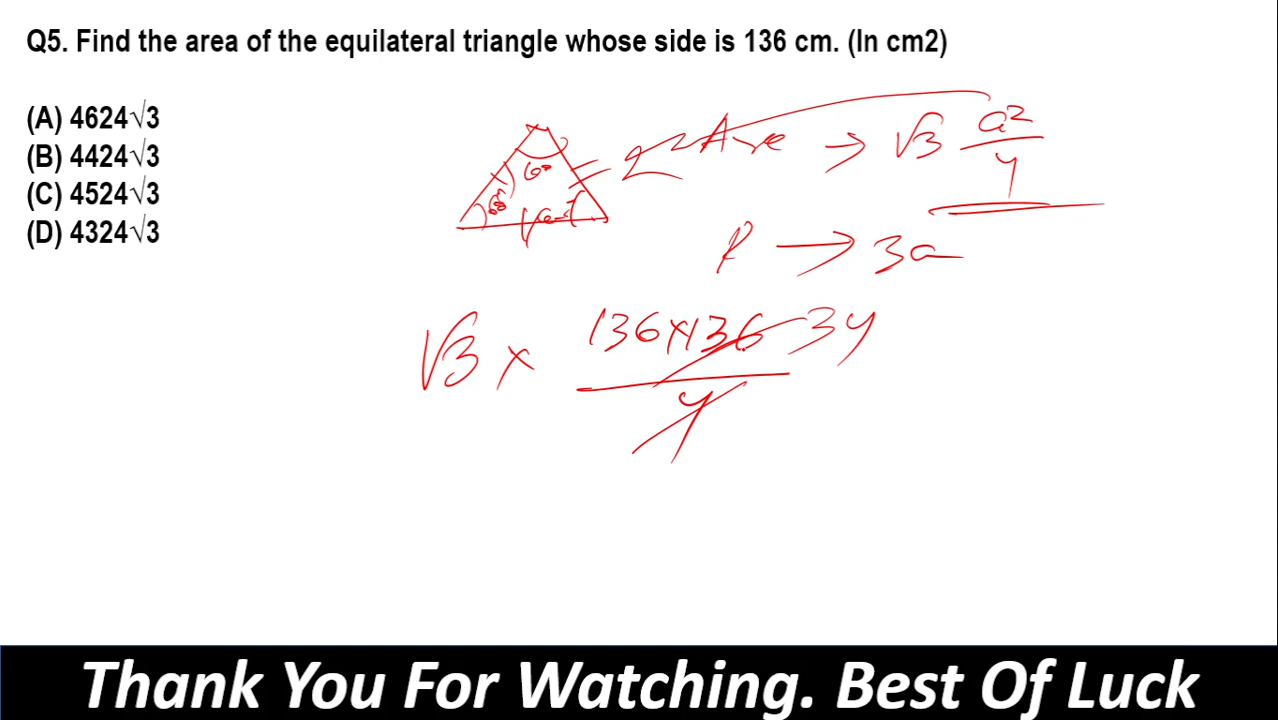 Q5. Find the area of the equilateral triangle whose side is 136 cm. (In cm2)
(A) 4624√3
(B) 4424√3
(C) 4524√3
(D) 4324√3
Are → √3 a²/4
P → 3a
60
√3 × 136×136/4 34
Thank You For Watching. Best Of Luck